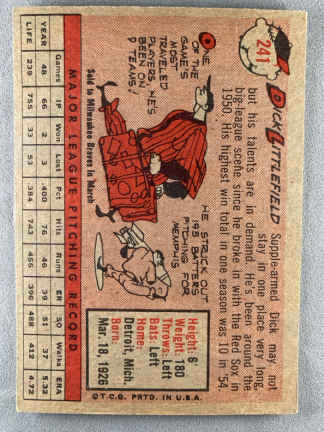 241
DICK LITTLEFIELD
Supple-armed Dick may not
stay in one place very long,
but his talents are in demand. He's been around the
big-league scene since he broke in with the Red Sox in
1950. His highest win total in one season was 10 in '54.
ONE
OF THE
GAME'S
MOST
TRAVELED
PLAYERS, HE'S
BEEN ON
9 TEAMS!
HE STRUCK OUT
195 BATTERS
PITCHING FOR
MEMPHIS
Height: 6'
Weight: 180
Throws: Left
Bats: Left
Home:
Detroit, Mich.
Born:
Mar. 18, 1926
Sold to Milwaukee Braves in March
MAJOR LEAGUE PITCHING RECORD
Games IP Won Lost Pct. Hits Runs ER SO Walks ERA
YEAR 48 66 2 3 .400 76 46 39 51 37 5.32
LIFE 239 755 33 53 .384 743 456 396 488 412 4.72
© T.C.G. PRTD. IN U.S.A.